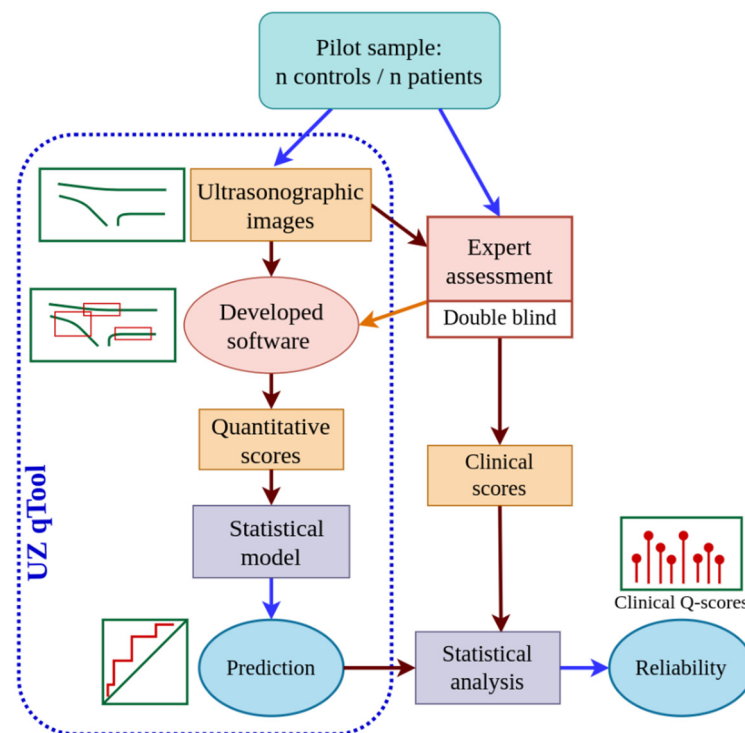 Pilot sample:
n controls / n patients
Ultrasonographic
images
Expert
assessment
Double blind
Developed
software
Quantitative
scores
Clinical
scores
Statistical
model
UZ qTool
Clinical Q-scores
Prediction
Statistical
analysis
Reliability